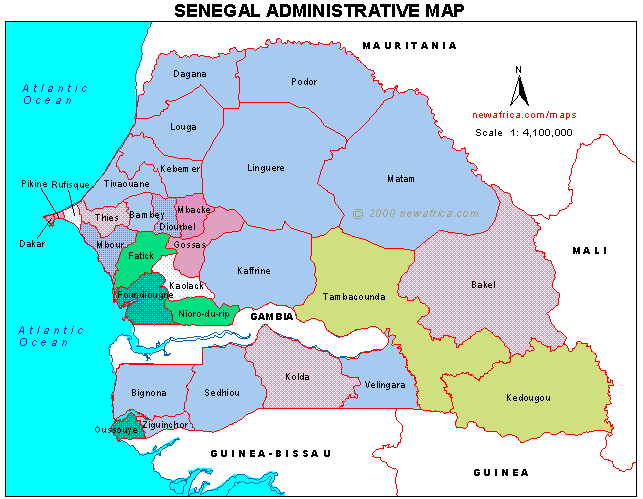 SENEGAL ADMINISTRATIVE MAP
MAURITANIA
Dagana
Podor
Atlantic
Ocean
N
newafrica.com/maps
Scale 1: 4,100,000
Louga
Kebemer
Linguere
Matam
Tivaouane
Pikine
Rufisque
Mbacke
Thies
Bambey
© 2000 newafrica.com
Diourbel
Dakar
Mbour
Gossas
MALI
Fatick
Kaffrine
Kaolack
Bakel
Foundiougne
Tambacounda
Nioro-du-rip
GAMBIA
Atlantic
Ocean
Kolda
Bignona
Sedhiou
Velingara
Kedougou
Oussouye
Ziguinchor
GUINEA-BISSAU
GUINEA